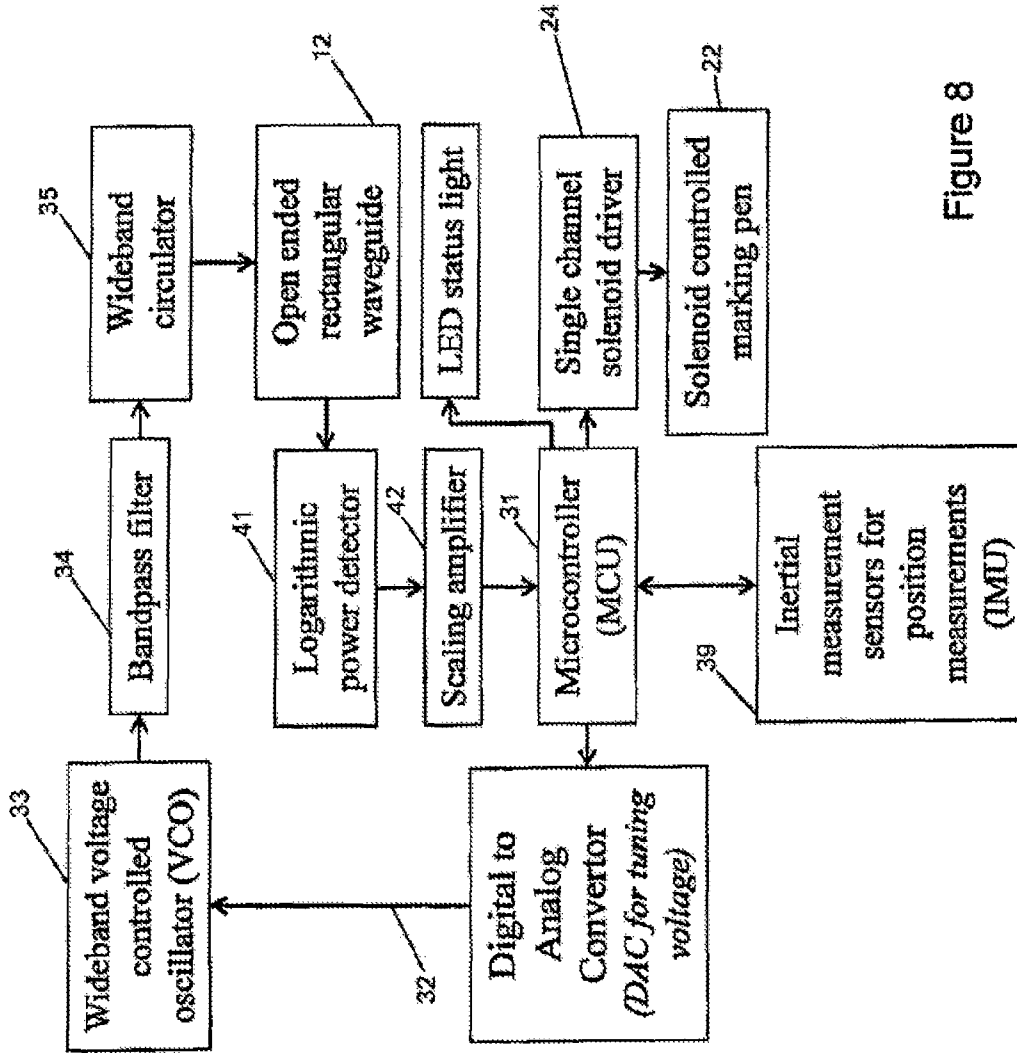 33
Wideband voltage
controlled
oscillator (VCO)
34
Bandpass filter
35
Wideband
circulator
32
41
Logarithmic
power detector
Open ended
rectangular
waveguide
12
42
Scaling amplifier
LED status light
Digital to
Analog
Convertor
(DAC for tuning
voltage)
31
Microcontroller
(MCU)
Single channel
solenoid driver
24
Solenoid controlled
marking pen
22
39
Inertial
measurement
sensors for
position
measurements
(IMU)
Figure 8